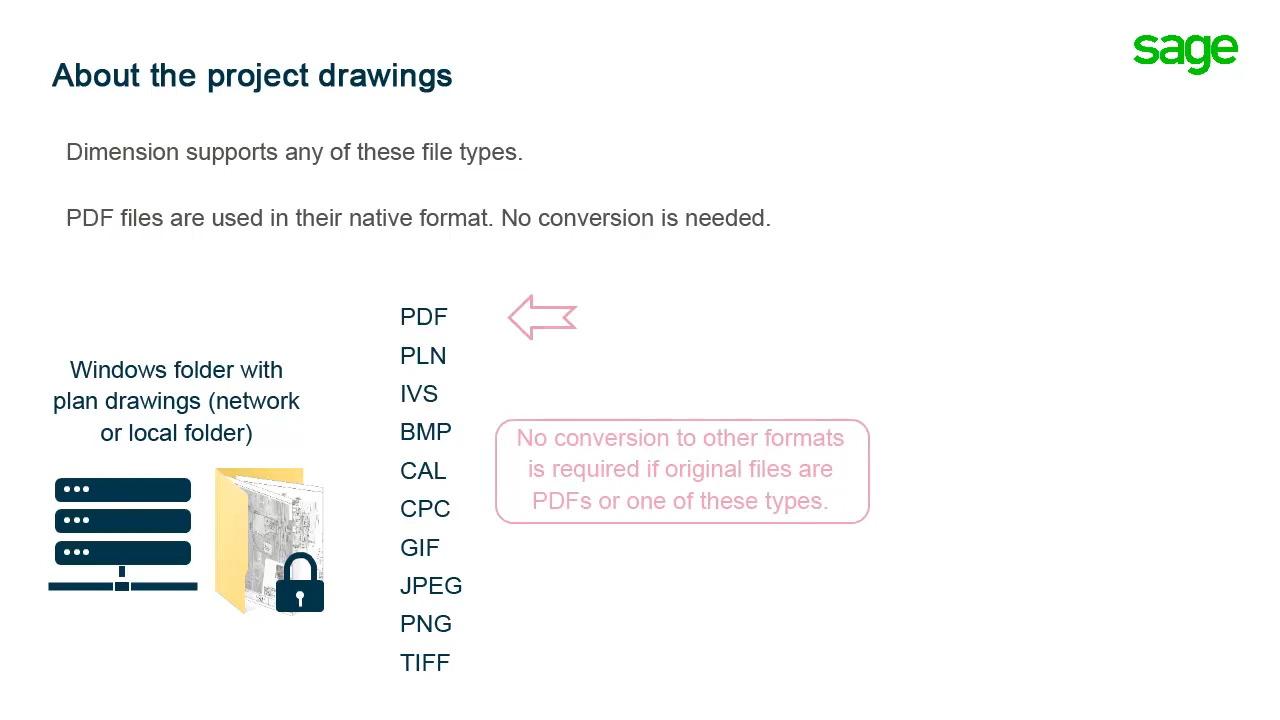 sage
About the project drawings
Dimension supports any of these file types.
PDF files are used in their native format. No conversion is needed.
Windows folder with
plan drawings (network
or local folder)
PDF
PLN
IVS
BMP
CAL
CPC
GIF
JPEG
PNG
TIFF
No conversion to other formats
is required if original files are
PDFs or one of these types.